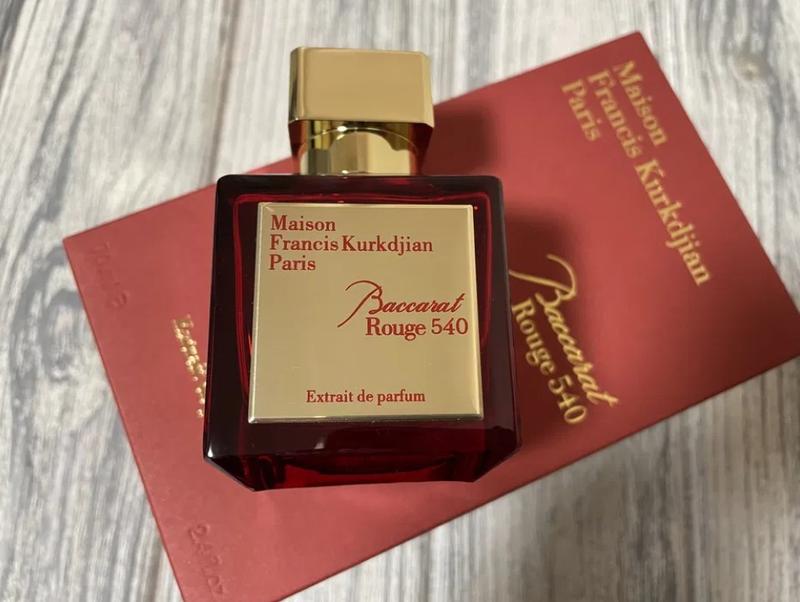 Maison
Francis Kurkdjian
Paris
Baccarat
Rouge 540
Extrait de parfum
Maison
Francis Kurkdjian
Paris
Baccarat
Rouge 540